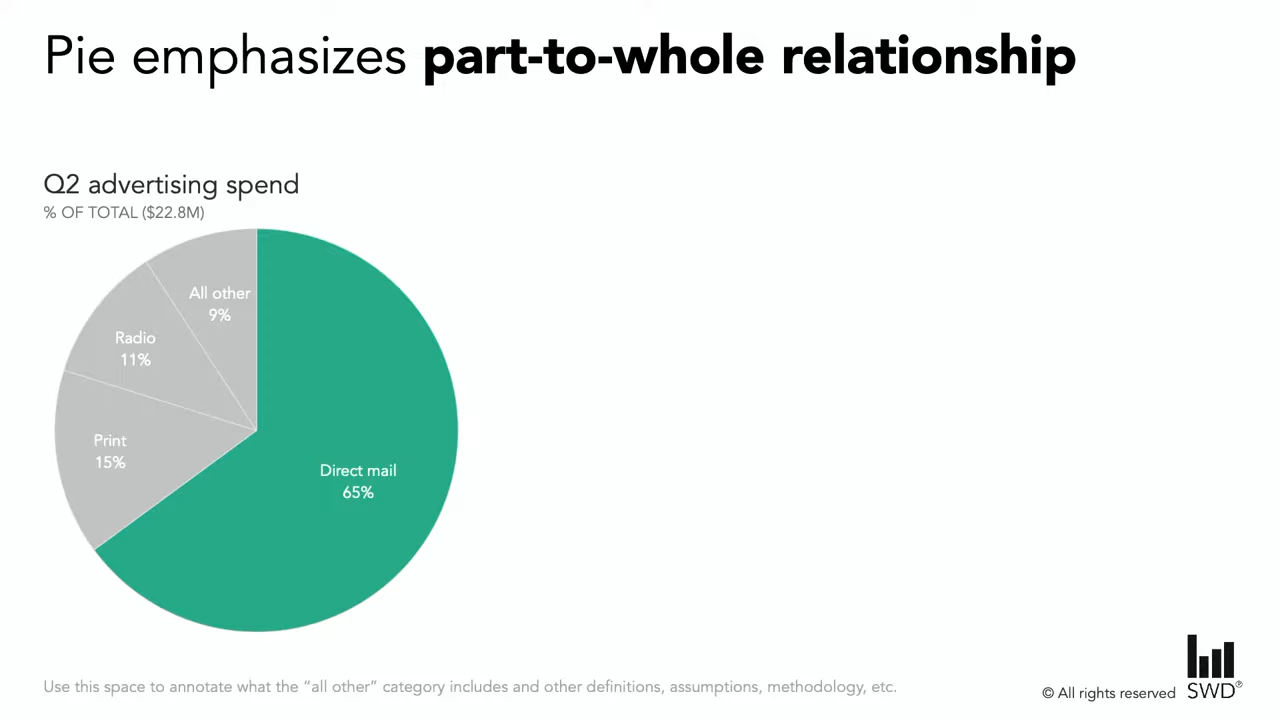 Pie emphasizes part-to-whole relationship
Q2 advertising spend
% OF TOTAL ($22.8M)
All other
9%
Radio
11%
Print
15%
Direct mail
65%
Use this space to annotate what the “all other” category includes and other definitions, assumptions, methodology, etc.
© All rights reserved
SWD®